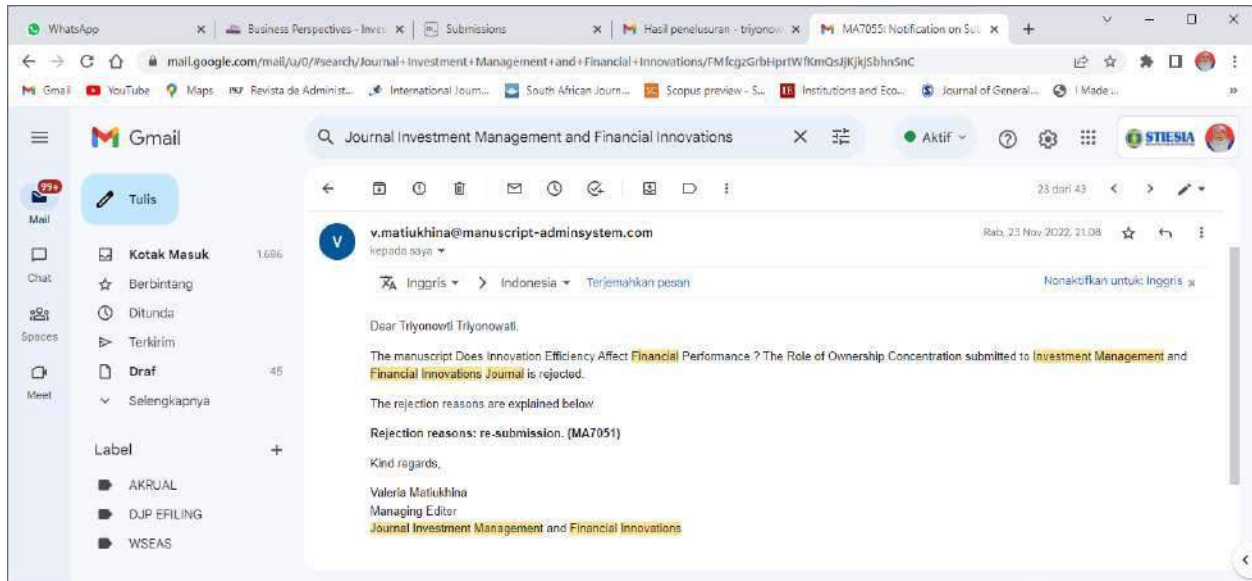 WhatsApp
Business Perspectives - Inves
Submissions
Hasil penelusuran - triyonow
MA7055: Notification on Sub
mail.google.com/mail/u/0/#search/Journal+Investment+Management+and+Financial+Innovations/FMfcgzGrbHprtWfKmQsJjKjkjSbhnSnC
Gmail
YouTube
Maps
Revista de Administ...
International Journ...
South African Journ...
Scopus preview - S...
Institutions and Eco...
Journal of General...
I Made ...
Gmail
Journal Investment Management and Financial Innovations
Aktif
STIESIA
99+
Mail
Chat
Spaces
Meet
Tulis
Kotak Masuk 1.686
Berbintang
Ditunda
Terkirim
Draf 45
Selengkapnya
Label +
AKRUAL
DJP EFILING
WSEAS
23 dari 43
V
v.matiukhina@manuscript-adminsystem.com
Rab, 23 Nov 2022, 21.08
kepada saya
Inggris > Indonesia Terjemahkan pesan
Nonaktifkan untuk: Inggris x
Dear Triyonowti Triyonowati,
The manuscript Does Innovation Efficiency Affect Financial Performance ? The Role of Ownership Concentration submitted to Investment Management and
Financial Innovations Journal is rejected.
The rejection reasons are explained below.
Rejection reasons: re-submission. (MA7051)
Kind regards,
Valeria Matiukhina
Managing Editor
Journal Investment Management and Financial Innovations